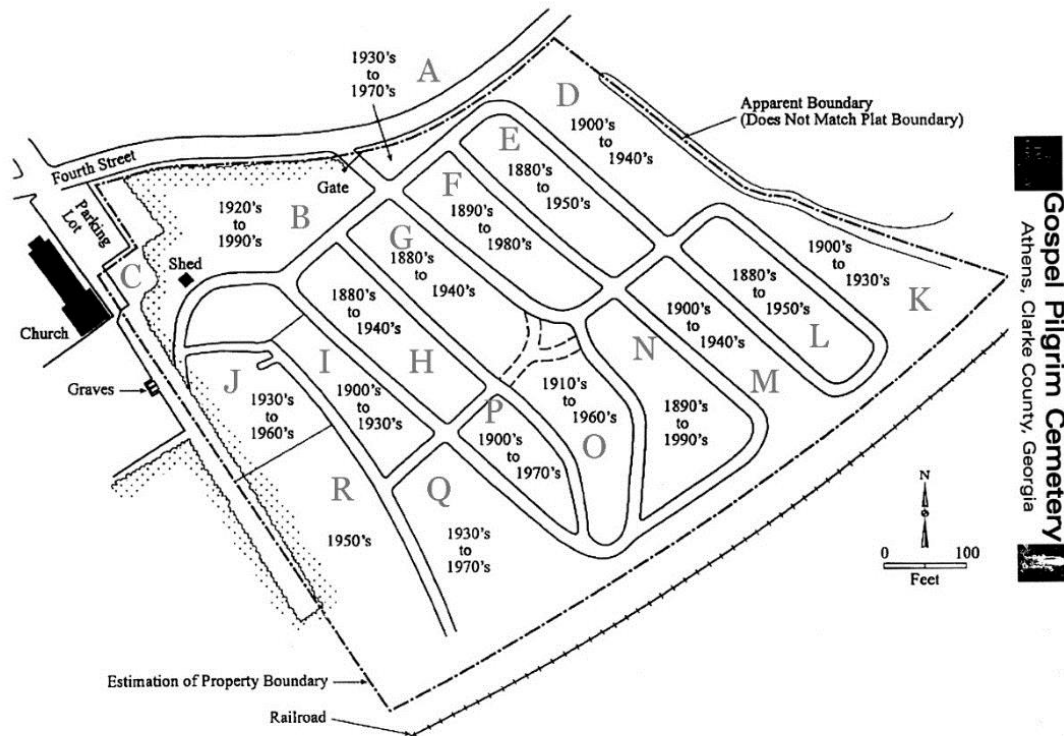 1930's
to
1970's
A
D
1900's
to
1940's
Apparent Boundary
(Does Not Match Plat Boundary)
Fourth Street
Gate
E
1880's
to
1950's
F
1890's
to
1980's
Parking
Lot
1920's
to
1990's
B
G
1880's
to
1940's
C
Shed
Church
1900's
to
1930's
K
1880's
to
1950's
L
1880's
to
1940's
H
1900's
to
1940's
M
N
1890's
to
1990's
Graves
J
1930's
to
1960's
I
1900's
to
1930's
P
1900's
to
1970's
1910's
to
1960's
O
R
1950's
Q
1930's
to
1970's
N
0 100
Feet
Estimation of Property Boundary
Railroad
Gospel Pilgrim Cemetery
Athens, Clarke County, Georgia